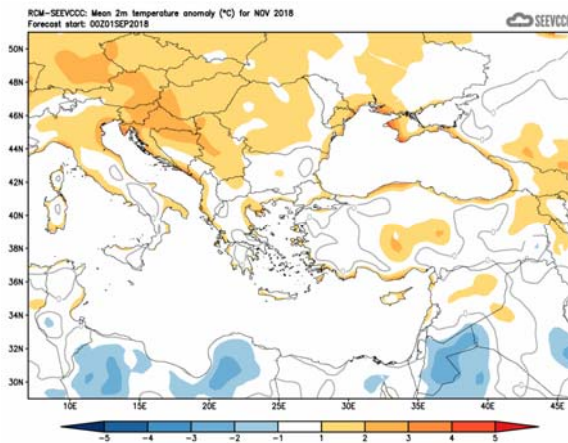 RCM-SEEVCCC: Mean 2m temperature anomaly (°C) for NOV 2018
Forecast start: 00Z01SEP2018
SEEVCCC
50N
48N
46N
44N
42N
40N
38N
36N
34N
32N
30N
10E 15E 20E 25E 30E 35E 40E 45E
-5 -4 -3 -2 -1 1 2 3 4 5